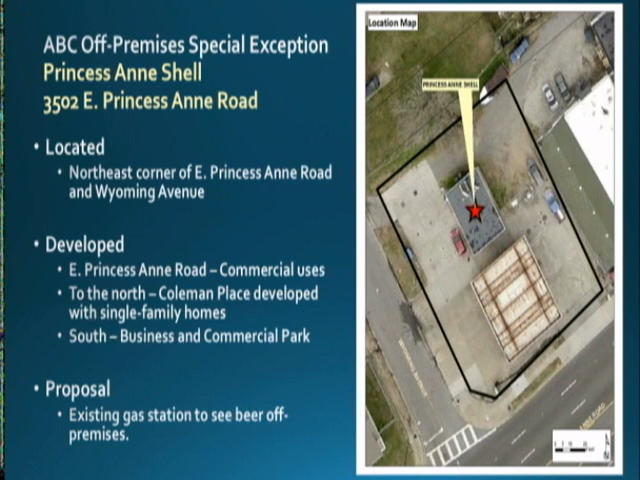 ABC Off-Premises Special Exception
Princess Anne Shell
3502 E. Princess Anne Road
• Located
• Northeast corner of E. Princess Anne Road
and Wyoming Avenue
• Developed
• E. Princess Anne Road – Commercial uses
• To the north – Coleman Place developed
with single-family homes
• South – Business and Commercial Park
• Proposal
• Existing gas station to see beer off-
premises.
Location Map
PRINCESS ANNE SHELL